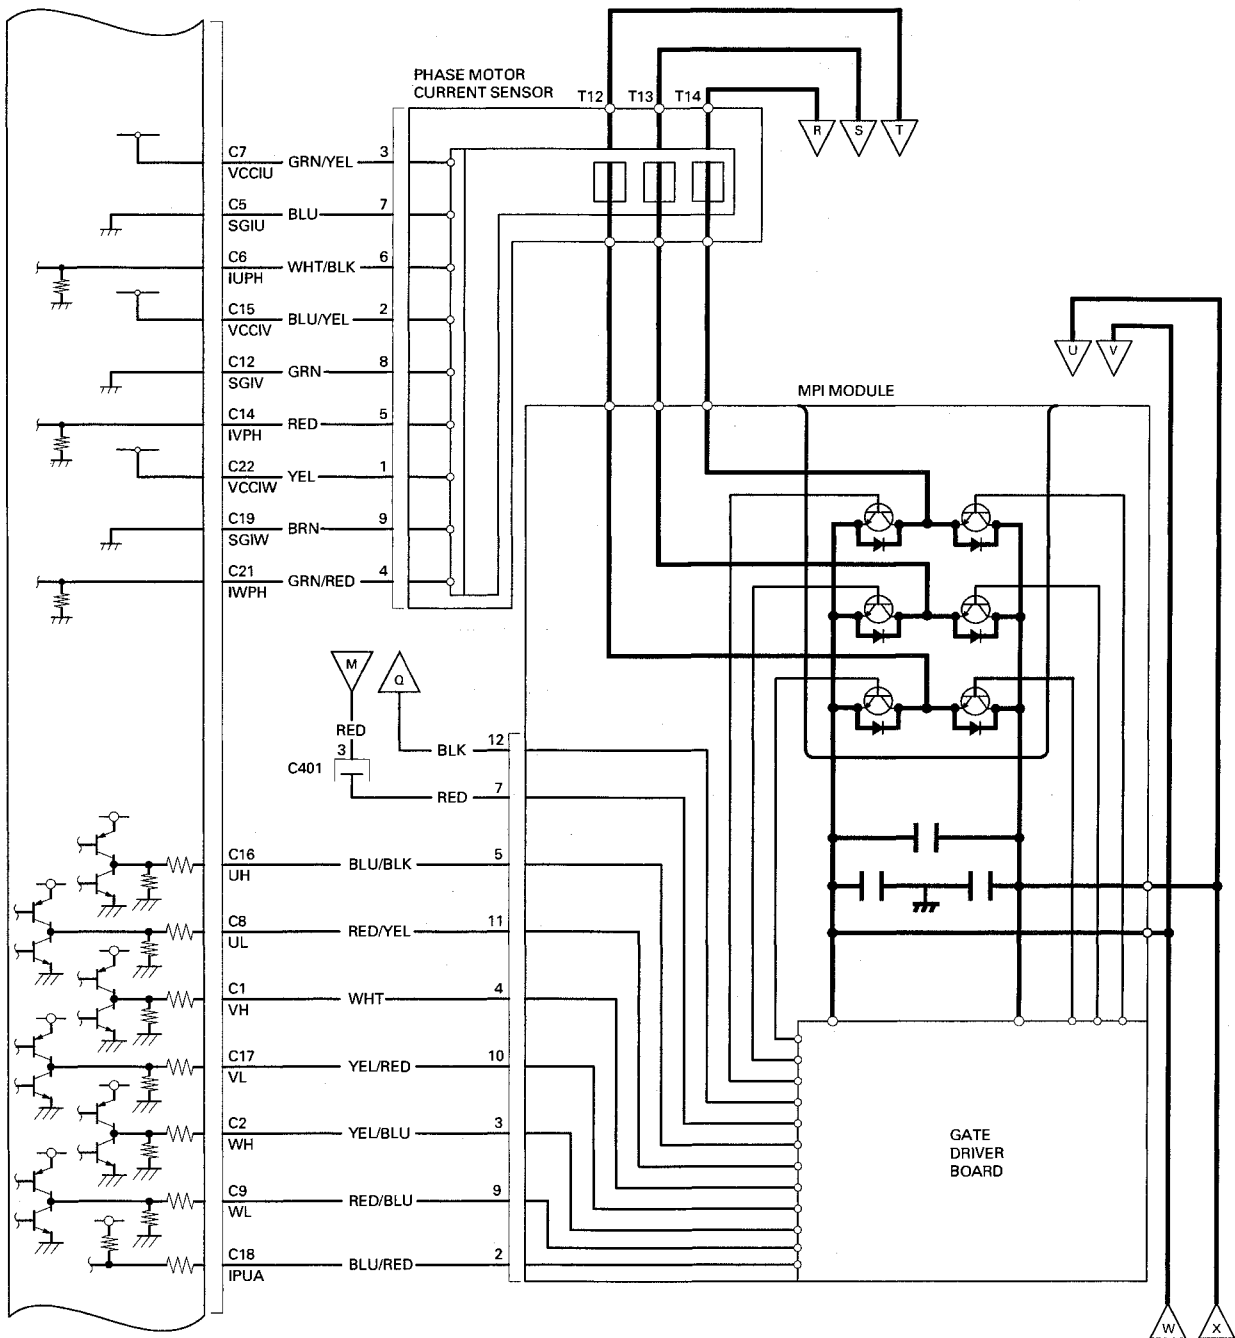 PHASE MOTOR
CURRENT SENSOR
T12 T13 T14
R S T
C7 GRN/YEL 3
VCCIU
C5 BLU 7
SGIU
C6 WHT/BLK 6
IUPH
C15 BLU/YEL 2
VCCIV
C12 GRN 8
SGIV
C14 RED 5
IVPH
C22 YEL 1
VCCIW
C19 BRN 9
SGIW
C21 GRN/RED 4
IWPH
U V
MPI MODULE
M Q
RED
3
C401
BLK 12
RED 7
C16 BLU/BLK 5
UH
C8 RED/YEL 11
UL
C1 WHT 4
VH
C17 YEL/RED 10
VL
C2 YEL/BLU 3
WH
C9 RED/BLU 9
WL
C18 BLU/RED 2
IPUA
GATE
DRIVER
BOARD
W X